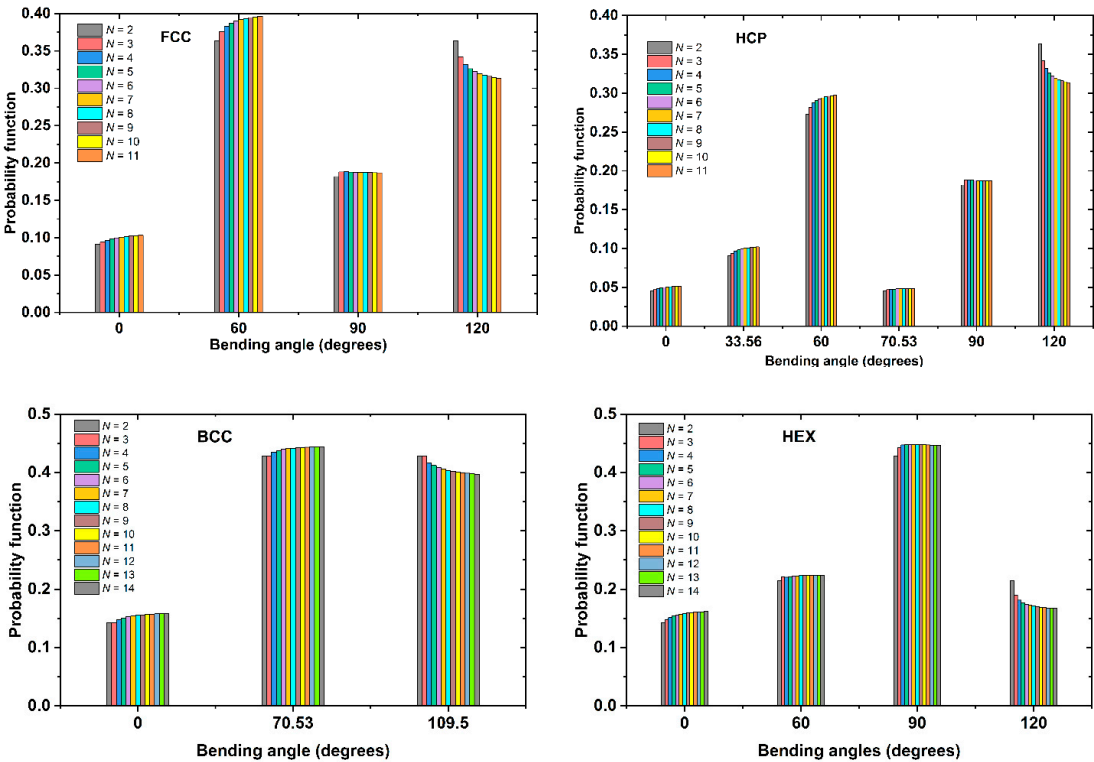 FCC
N = 2
N = 3
N = 4
N = 5
N = 6
N = 7
N = 8
N = 9
N = 10
N = 11
Probability function
0.40
0.35
0.30
0.25
0.20
0.15
0.10
0.05
0.00
0 60 90 120
Bending angle (degrees)
HCP
N = 2
N = 3
N = 4
N = 5
N = 6
N = 7
N = 8
N = 9
N = 10
N = 11
Probability function
0.40
0.35
0.30
0.25
0.20
0.15
0.10
0.05
0.00
0 33.56 60 70.53 90 120
Bending angle (degrees)
BCC
N = 2
N = 3
N = 4
N = 5
N = 6
N = 7
N = 8
N = 9
N = 10
N = 11
N = 12
N = 13
N = 14
Probability function
0.5
0.4
0.3
0.2
0.1
0.0
0 70.53 109.5
Bending angle (degrees)
HEX
N = 2
N = 3
N = 4
N = 5
N = 6
N = 7
N = 8
N = 9
N = 10
N = 11
N = 12
N = 13
N = 14
Probability function
0.5
0.4
0.3
0.2
0.1
0.0
0 60 90 120
Bending angles (degrees)